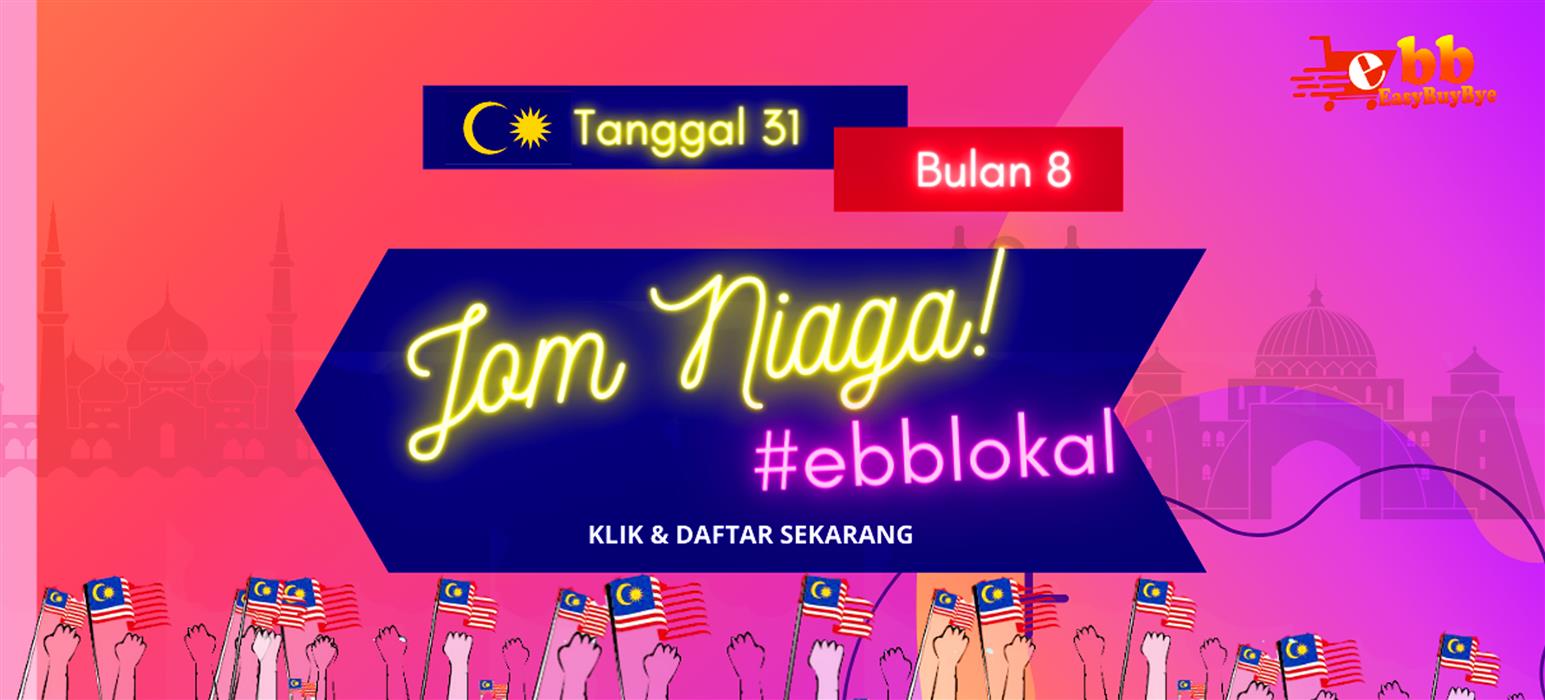 ebb
EasyBuyBye
Tanggal 31
Bulan 8
Jom Niaga!
#ebblokal
KLIK & DAFTAR SEKARANG